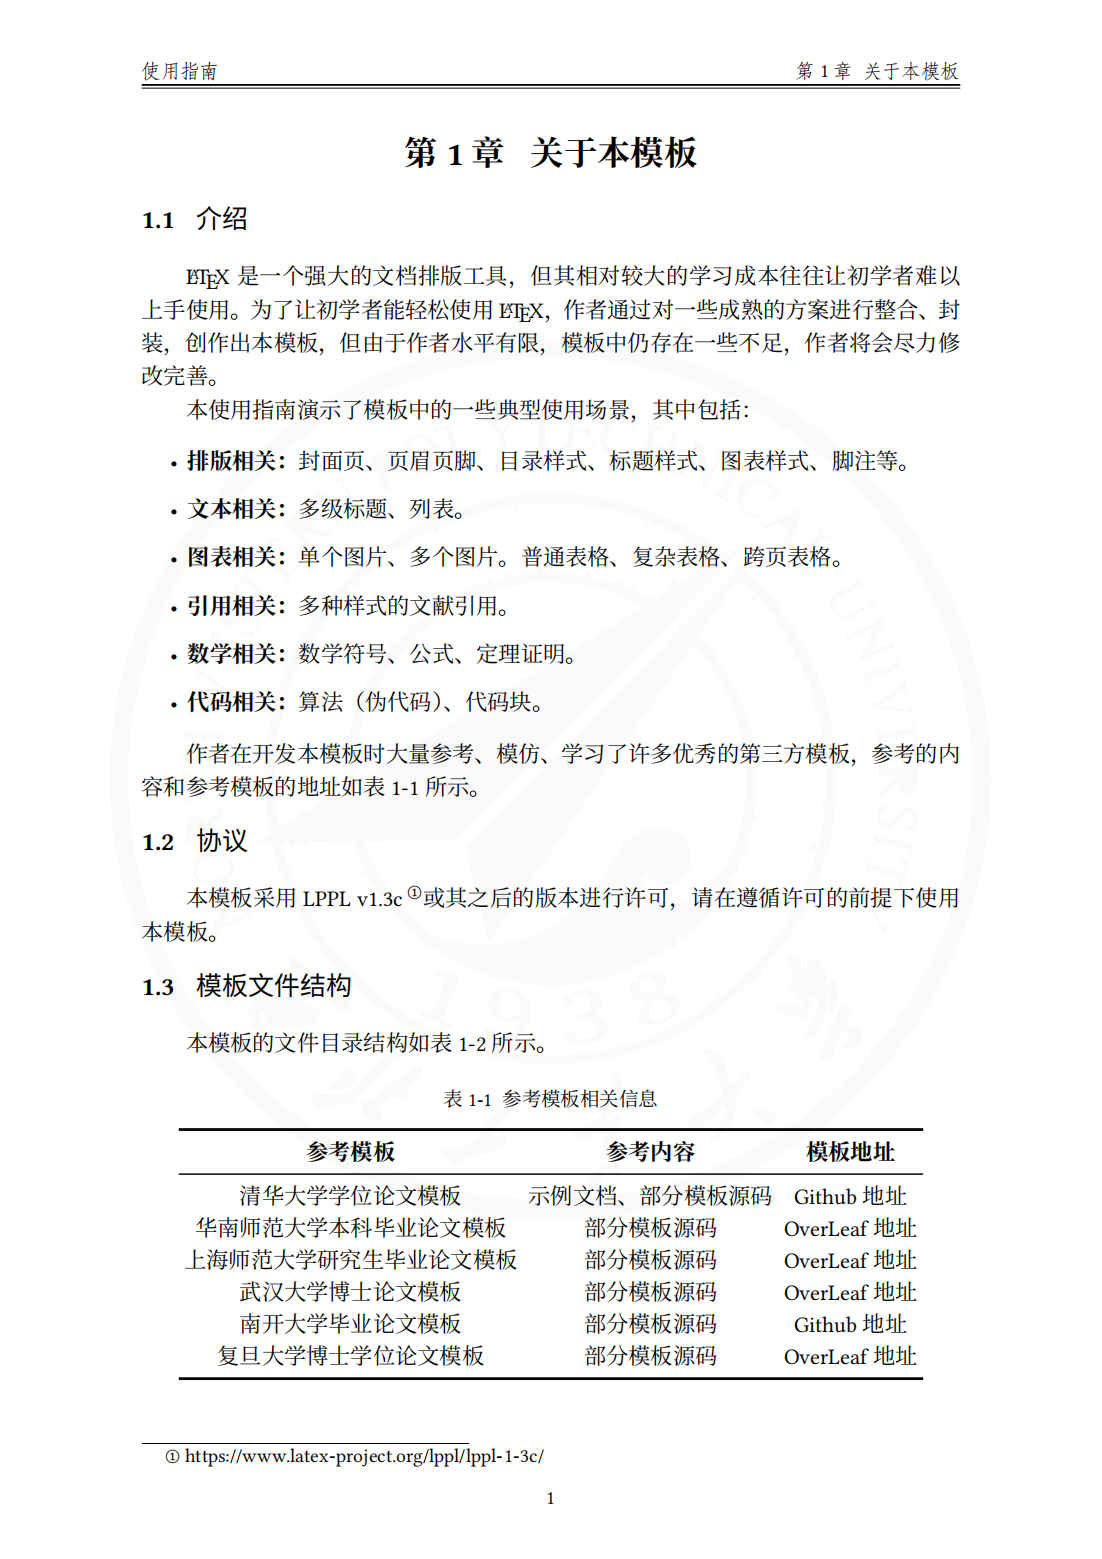 使用指南 第 1 章 关于本模板
第 1 章 关于本模板
1.1 介绍
LATEX 是一个强大的文档排版工具，但其相对较大的学习成本往往让初学者难以
上手使用。为了让初学者能轻松使用 LATEX，作者通过对一些成熟的方案进行整合、封
装，创作出本模板，但由于作者水平有限，模板中仍存在一些不足，作者将会尽力修
改完善。
本使用指南演示了模板中的一些典型使用场景，其中包括：
• 排版相关：封面页、页眉页脚、目录样式、标题样式、图表样式、脚注等。
• 文本相关：多级标题、列表。
• 图表相关：单个图片、多个图片。普通表格、复杂表格、跨页表格。
• 引用相关：多种样式的文献引用。
• 数学相关：数学符号、公式、定理证明。
• 代码相关：算法（伪代码）、代码块。
作者在开发本模板时大量参考、模仿、学习了许多优秀的第三方模板，参考的内
容和参考模板的地址如表 1-1 所示。
1.2 协议
本模板采用 LPPL v1.3c ①或其之后的版本进行许可，请在遵循许可的前提下使用
本模板。
1.3 模板文件结构
本模板的文件目录结构如表 1-2 所示。
表 1-1 参考模板相关信息
参考模板 参考内容 模板地址
清华大学学位论文模板 示例文档、部分模板源码 Github 地址
华南师范大学本科毕业论文模板 部分模板源码 OverLeaf 地址
上海师范大学研究生毕业论文模板 部分模板源码 OverLeaf 地址
武汉大学博士论文模板 部分模板源码 OverLeaf 地址
南开大学毕业论文模板 部分模板源码 Github 地址
复旦大学博士学位论文模板 部分模板源码 OverLeaf 地址
① https://www.latex-project.org/lppl/lppl-1-3c/
1
POLYTECHNICAL UNIVERSITY
1938